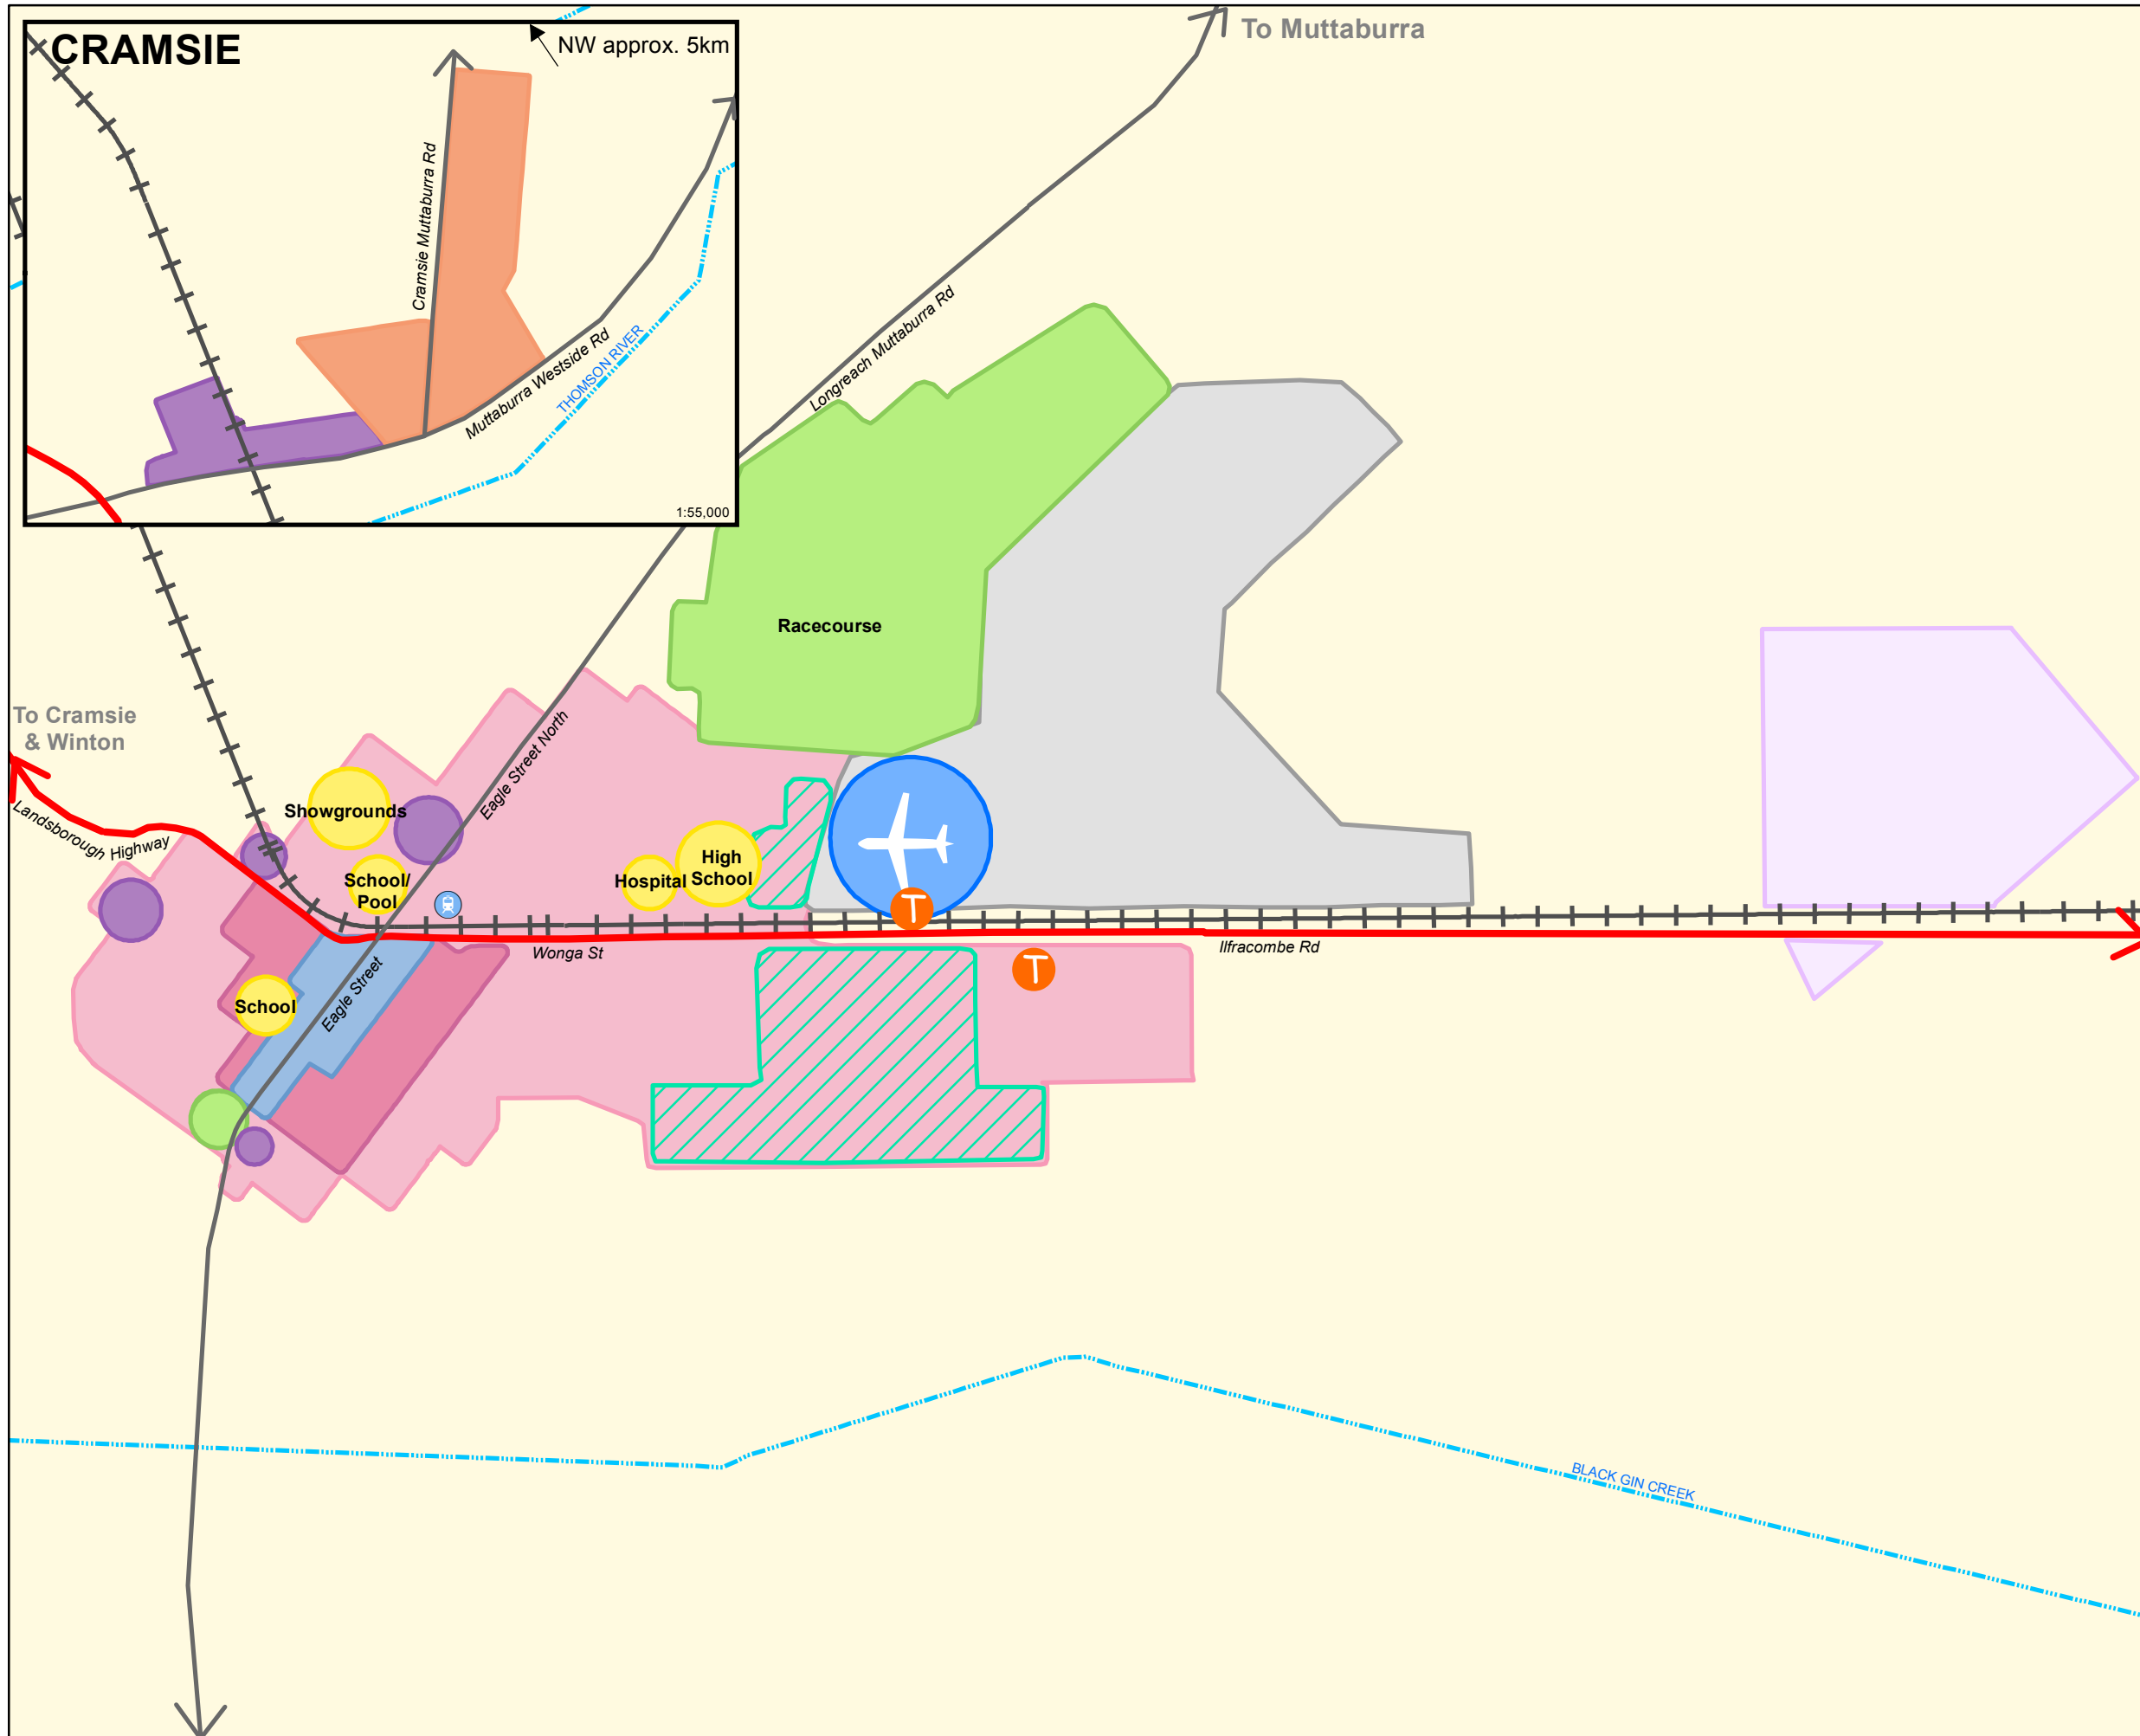 CRAMSIE
NW approx. 5km
To Muttaburra
Cramsie Muttaburra Rd
Muttaburra Westside Rd
THOMSON RIVER
1:55,000
Longreach Muttaburra Rd
Racecourse
To Cramsie
& Winton
Landsborough Highway
Eagle Street North
Showgrounds
School/
Pool
Hospital
High
School
T
Wonga St
Ilfracombe Rd
T
School
Eagle Street
BLACK GIN CREEK